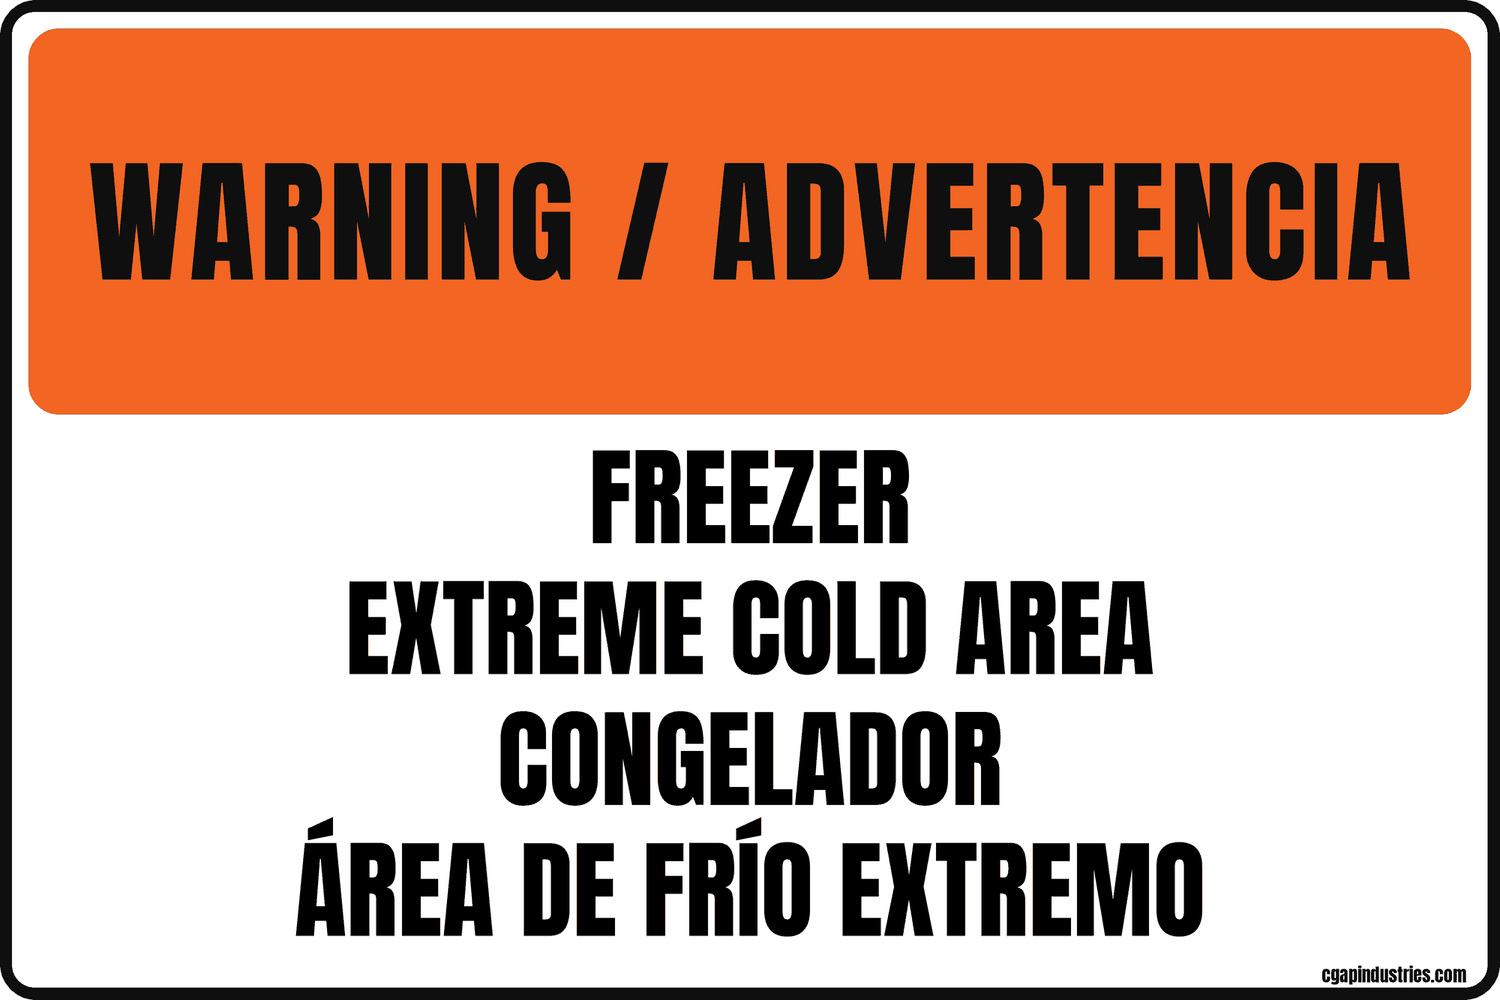 WARNING / ADVERTENCIA
FREEZER
EXTREME COLD AREA
CONGELADOR
ÁREA DE FRÍO EXTREMO
cgapindustries.com